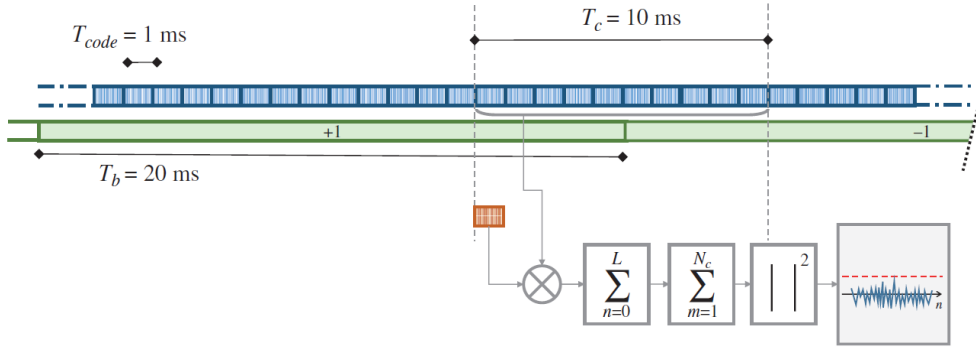 T_c = 10 ms
T_code = 1 ms
+1
−1
T_b = 20 ms
L
∑
n=0
N_c
∑
m=1
| |²
n